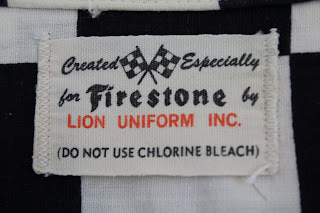 Created Especially
for Firestone by
LION UNIFORM INC.
(DO NOT USE CHLORINE BLEACH)